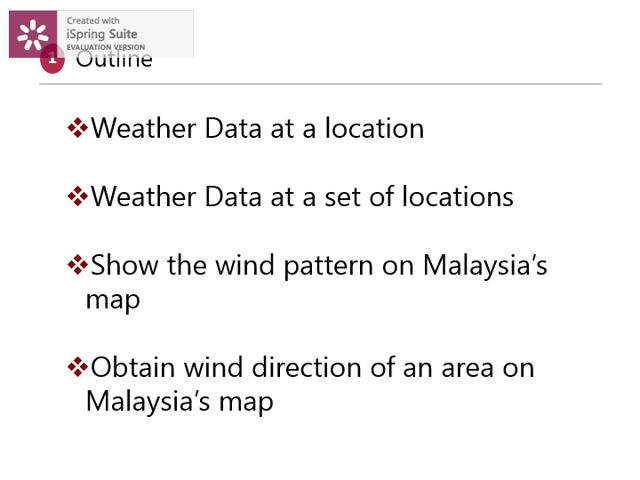 Created with
iSpring Suite
EVALUATION VERSION
1 Outline
❖Weather Data at a location
❖Weather Data at a set of locations
❖Show the wind pattern on Malaysia's
map
❖Obtain wind direction of an area on
Malaysia's map